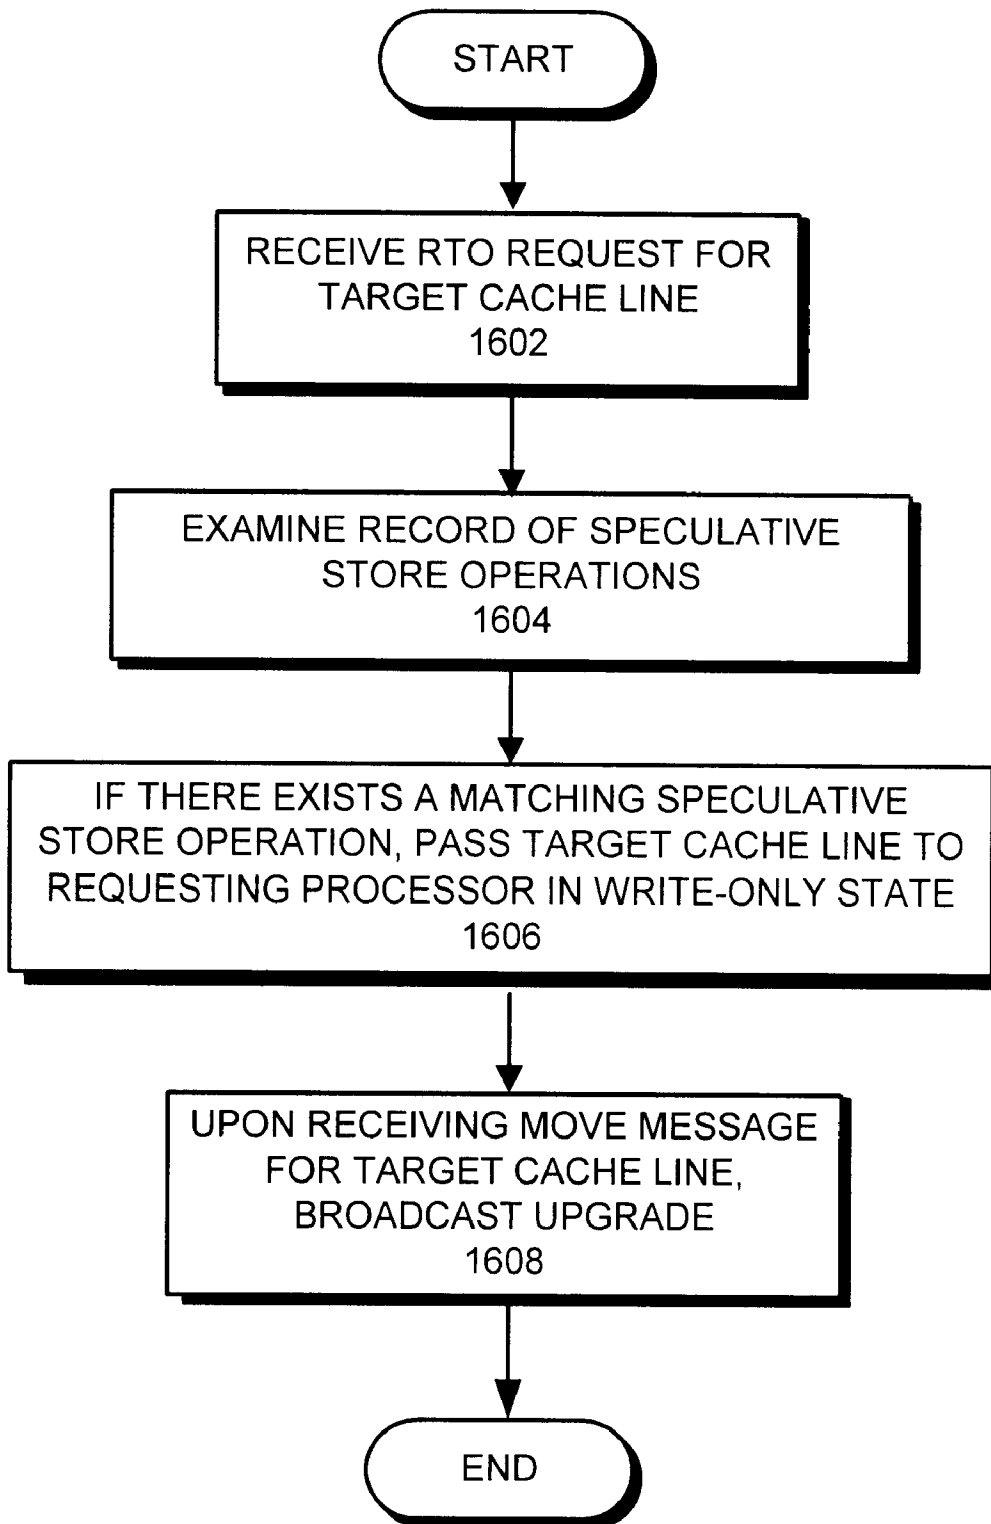 START
RECEIVE RTO REQUEST FOR
TARGET CACHE LINE
1602
EXAMINE RECORD OF SPECULATIVE
STORE OPERATIONS
1604
IF THERE EXISTS A MATCHING SPECULATIVE
STORE OPERATION, PASS TARGET CACHE LINE TO
REQUESTING PROCESSOR IN WRITE-ONLY STATE
1606
UPON RECEIVING MOVE MESSAGE
FOR TARGET CACHE LINE,
BROADCAST UPGRADE
1608
END